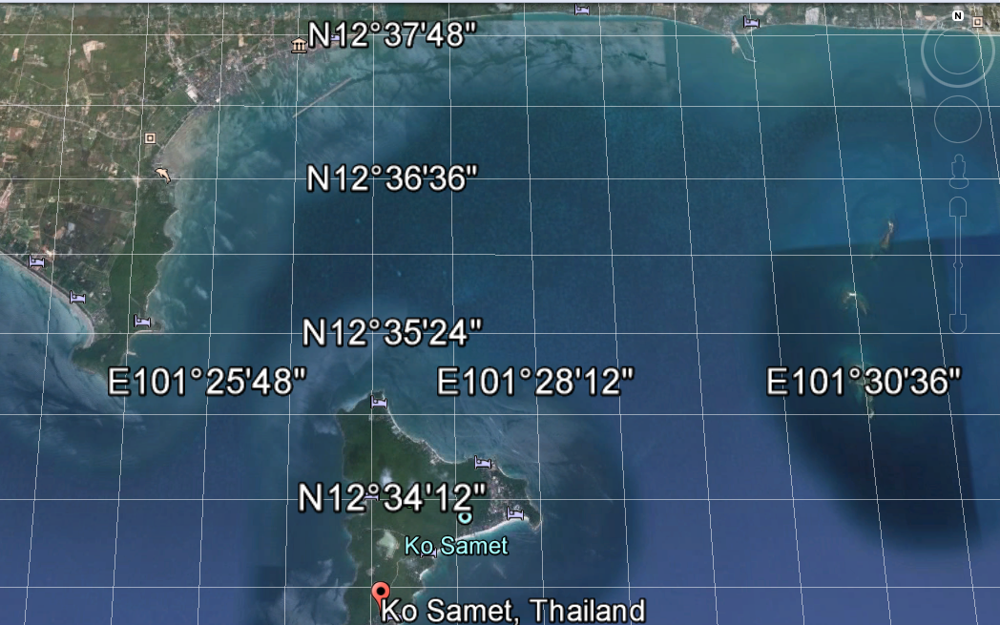 N
N12°37'48"
N12°36'36"
N12°35'24"
E101°25'48" E101°28'12" E101°30'36"
N12°34'12"
Ko Samet
Ko Samet, Thailand